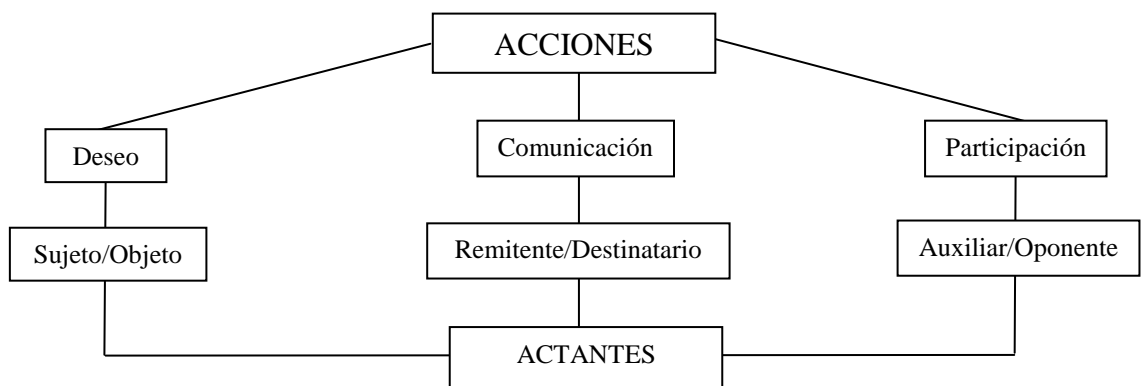 ACCIONES
Deseo
Comunicación
Participación
Sujeto/Objeto
Remitente/Destinatario
Auxiliar/Oponente
ACTANTES